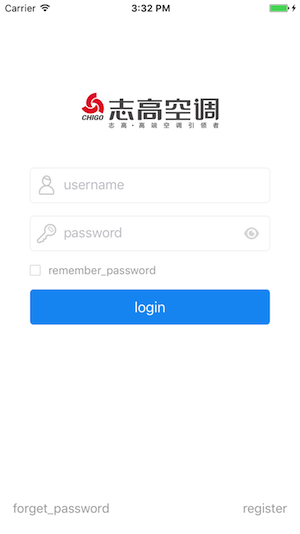 Carrier
3:32 PM
CHIGO 志高空调
志高·高端空调引领者
username
password
remember_password
login
forget_password register